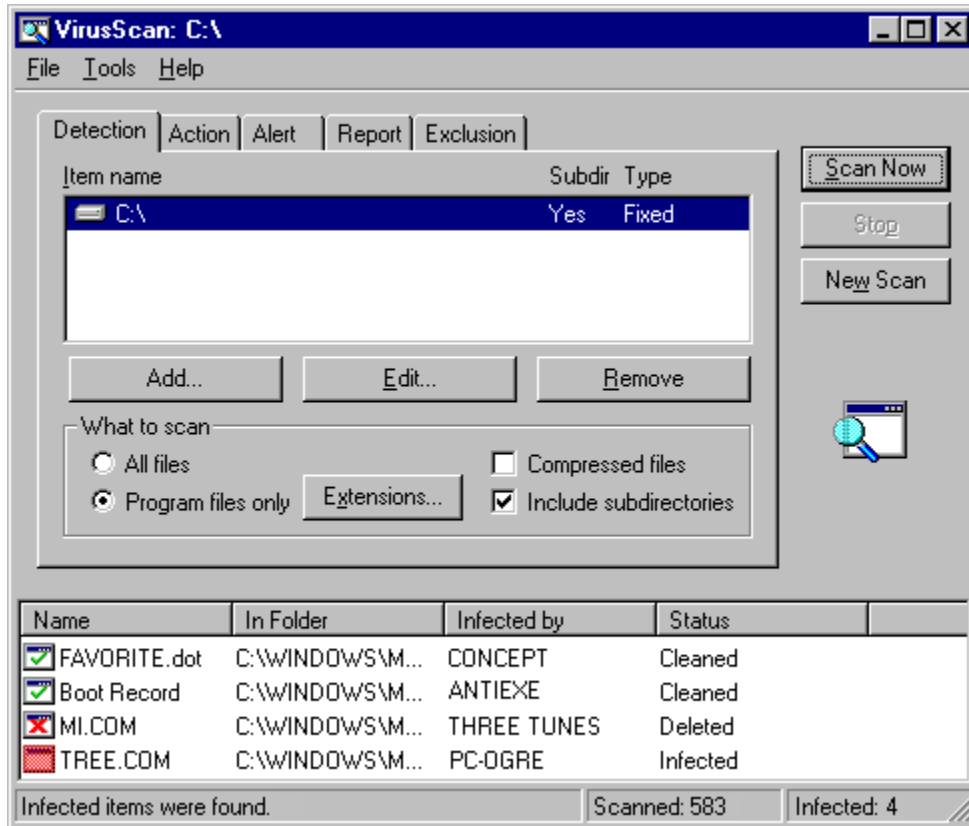 VirusScan: C:\
File Tools Help
Detection Action Alert Report Exclusion
Item name Subdir Type
C:\ Yes Fixed
Scan Now
Stop
New Scan
Add... Edit... Remove
What to scan
All files
Program files only Extensions...
Compressed files
Include subdirectories
Name In Folder Infected by Status
FAVORITE.dot C:\WINDOWS\M... CONCEPT Cleaned
Boot Record C:\WINDOWS\M... ANTIEXE Cleaned
MI.COM C:\WINDOWS\M... THREE TUNES Deleted
TREE.COM C:\WINDOWS\M... PC-OGRE Infected
Infected items were found. Scanned: 583 Infected: 4